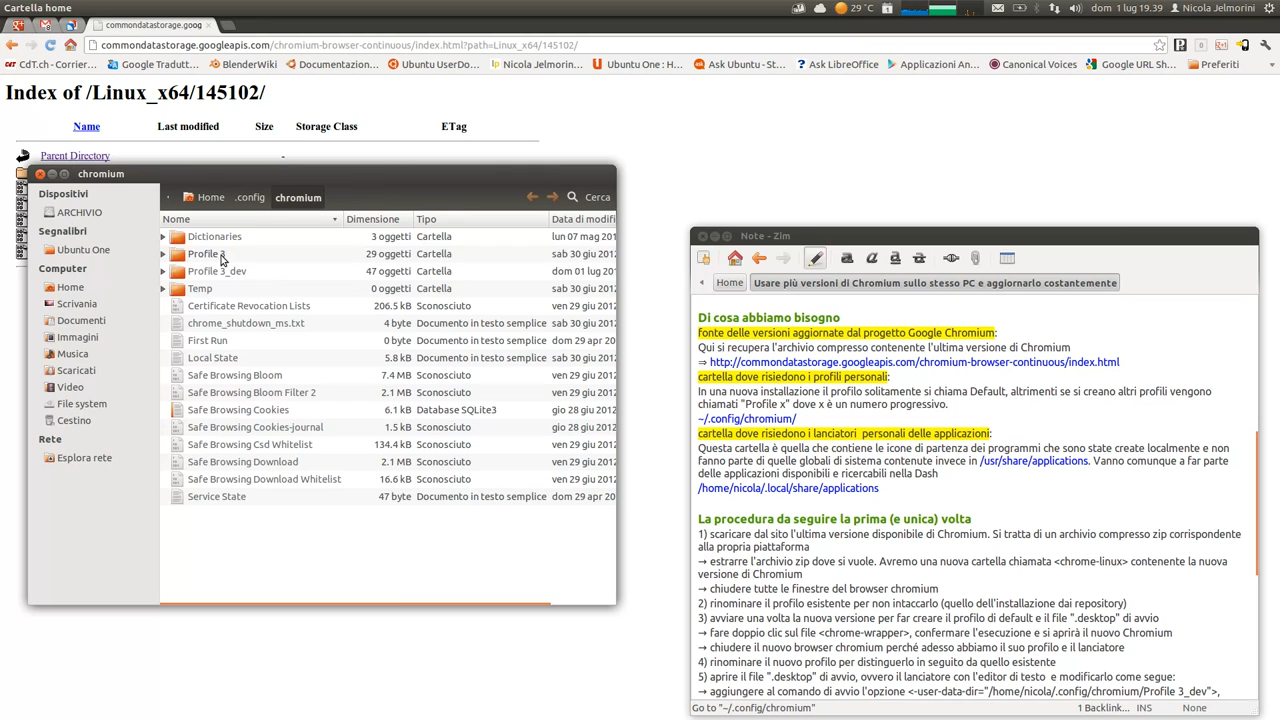 Cartella home
29 °C
dom 1 lug 19.39
Nicola Jelmorini
commondatastorage.goog
commondatastorage.googleapis.com/chromium-browser-continuous/index.html?path=Linux_x64/145102/
CdT.ch - Corrier...
Google Tradutt...
BlenderWiki
Documentazion...
Ubuntu UserDo...
Nicola Jelmorin...
Ubuntu One : H...
Ask Ubuntu - St...
Ask LibreOffice
Applicazioni An...
Canonical Voices
Google URL Sh...
Preferiti
Index of /Linux_x64/145102/
Name Last modified Size Storage Class ETag
Parent Directory -
chromium
Dispositivi
ARCHIVIO
Segnalibri
Ubuntu One
Computer
Home
Scrivania
Documenti
Immagini
Musica
Scaricati
Video
File system
Cestino
Rete
Esplora rete
Home .config chromium Cerca
Nome Dimensione Tipo Data di modifi
Dictionaries 3 oggetti Cartella lun 07 mag 201
Profile 3 29 oggetti Cartella sab 30 giu 2012
Profile 3_dev 47 oggetti Cartella dom 01 lug 201
Temp 0 oggetti Cartella sab 30 giu 2012
Certificate Revocation Lists 206.5 kB Sconosciuto ven 29 giu 2012
chrome_shutdown_ms.txt 4 byte Documento in testo semplice sab 30 giu 2012
First Run 0 byte Documento in testo semplice dom 29 apr 201
Local State 5.8 kB Sconosciuto sab 30 giu 2012
Safe Browsing Bloom 7.4 MB Sconosciuto ven 29 giu 2012
Safe Browsing Bloom Filter 2 2.1 MB Sconosciuto ven 29 giu 2012
Safe Browsing Cookies 6.1 kB Database SQLite3 gio 28 giu 2012
Safe Browsing Cookies-journal 1.5 kB Sconosciuto gio 28 giu 2012
Safe Browsing Csd Whitelist 134.4 kB Sconosciuto ven 29 giu 2012
Safe Browsing Download 2.1 MB Sconosciuto ven 29 giu 2012
Safe Browsing Download Whitelist 16.6 kB Sconosciuto ven 29 giu 2012
Service State 47 byte Documento in testo semplice dom 29 apr 201
Note - Zim
Home Usare più versioni di Chromium sullo stesso PC e aggiornarlo costantemente
Di cosa abbiamo bisogno
fonte delle versioni aggiornate dal progetto Google Chromium:
Qui si recupera l'archivio compresso contenente l'ultima versione di Chromium
⇒ http://commondatastorage.googleapis.com/chromium-browser-continuous/index.html
cartella dove risiedono i profili personali:
In una nuova installazione il profilo solitamente si chiama Default, altrimenti se si creano altri profili vengono
chiamati "Profile x" dove x è un numero progressivo.
~/.config/chromium/
cartella dove risiedono i lanciatori personali delle applicazioni:
Questa cartella è quella che contiene le icone di partenza dei programmi che sono state create localmente e non
fanno parte di quelle globali di sistema contenute invece in /usr/share/applications. Vanno comunque a far parte
delle applicazioni disponibili e ricercabili nella Dash
/home/nicola/.local/share/applications
La procedura da seguire la prima (e unica) volta
1) scaricare dal sito l'ultima versione disponibile di Chromium. Si tratta di un archivio compresso zip corrispondente
alla propria piattaforma
→ estrarre l'archivio zip dove si vuole. Avremo una nuova cartella chiamata <chrome-linux> contenente la nuova
versione di Chromium
→ chiudere tutte le finestre del browser chromium
2) rinominare il profilo esistente per non intaccarlo (quello dell'installazione dai repository)
3) avviare una volta la nuova versione per far creare il profilo di default e il file ".desktop" di avvio
→ fare doppio clic sul file <chrome-wrapper>, confermare l'esecuzione e si aprirà il nuovo Chromium
→ chiudere il nuovo browser chromium perché adesso abbiamo il suo profilo e il lanciatore
4) rinominare il nuovo profilo per distinguerlo in seguito da quello esistente
5) aprire il file ".desktop" di avvio, ovvero il lanciatore con l'editor di testo e modificarlo come segue:
→ aggiungere al comando di avvio l'opzione <-user-data-dir="/home/nicola/.config/chromium/Profile 3_dev">,
Go to "~/.config/chromium" 1 Backlink... INS None